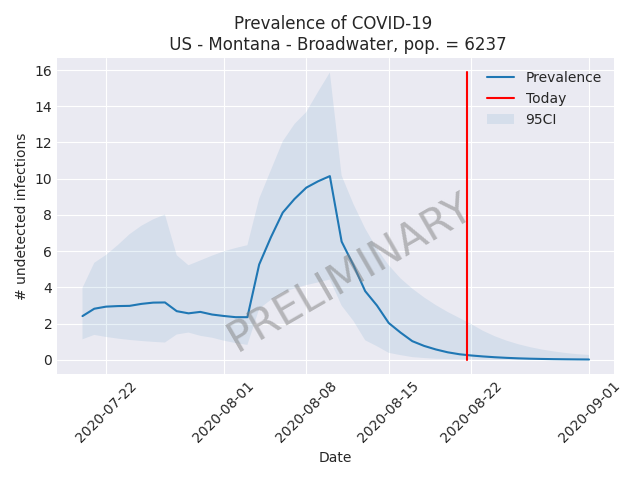 Prevalence of COVID-19
US - Montana - Broadwater, pop. = 6237
16
14
12
10
8
6
4
2
0
# undetected infections
Prevalence
Today
95CI
PRELIMINARY
2020-07-22
2020-08-01
2020-08-08
2020-08-15
2020-08-22
2020-09-01
Date